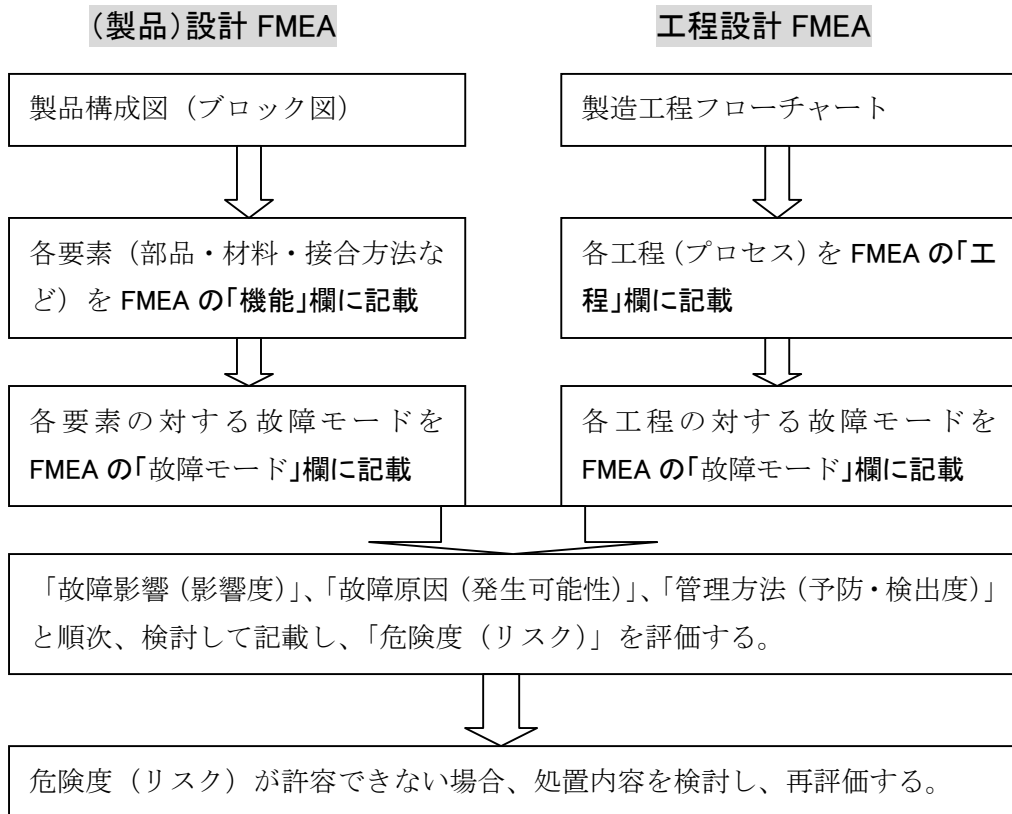 （製品）設計 FMEA
工程設計 FMEA
製品構成図（ブロック図）
製造工程フローチャート
各要素（部品・材料・接合方法な
ど）を FMEA の「機能」欄に記載
各工程（プロセス）を FMEA の「工
程」欄に記載
各要素の対する故障モードを
FMEA の「故障モード」欄に記載
各工程の対する故障モードを
FMEA の「故障モード」欄に記載
「故障影響（影響度）」、「故障原因（発生可能性）」、「管理方法（予防・検出度）」
と順次、検討して記載し、「危険度（リスク）」を評価する。
危険度（リスク）が許容できない場合、処置内容を検討し、再評価する。